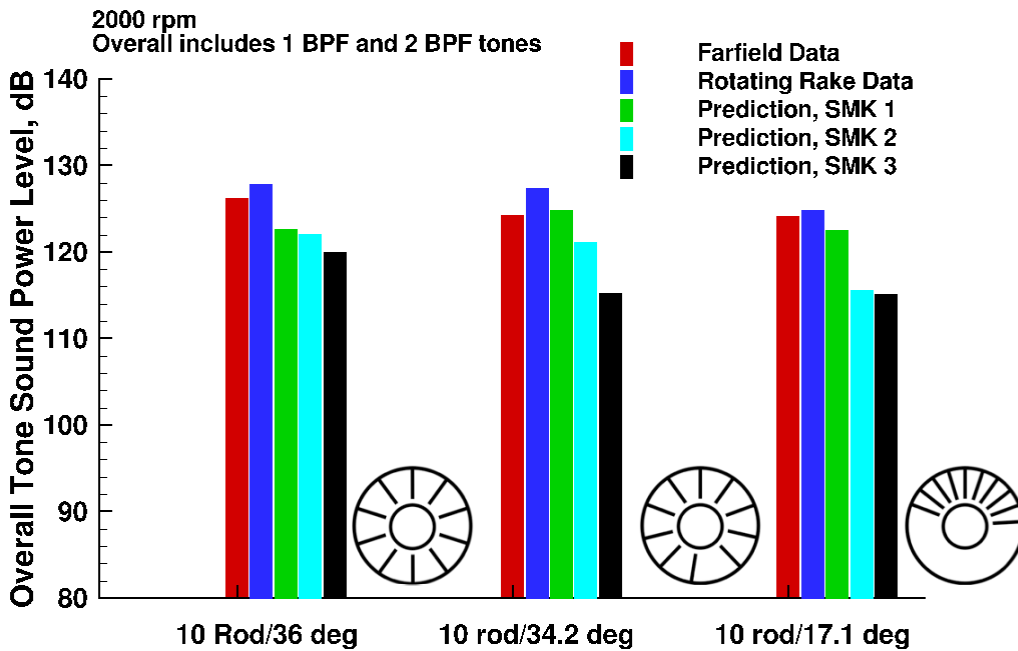 2000 rpm
Overall includes 1 BPF and 2 BPF tones
Farfield Data
Rotating Rake Data
Prediction, SMK 1
Prediction, SMK 2
Prediction, SMK 3
Overall Tone Sound Power Level, dB
140
130
120
110
100
90
80
10 Rod/36 deg
10 rod/34.2 deg
10 rod/17.1 deg